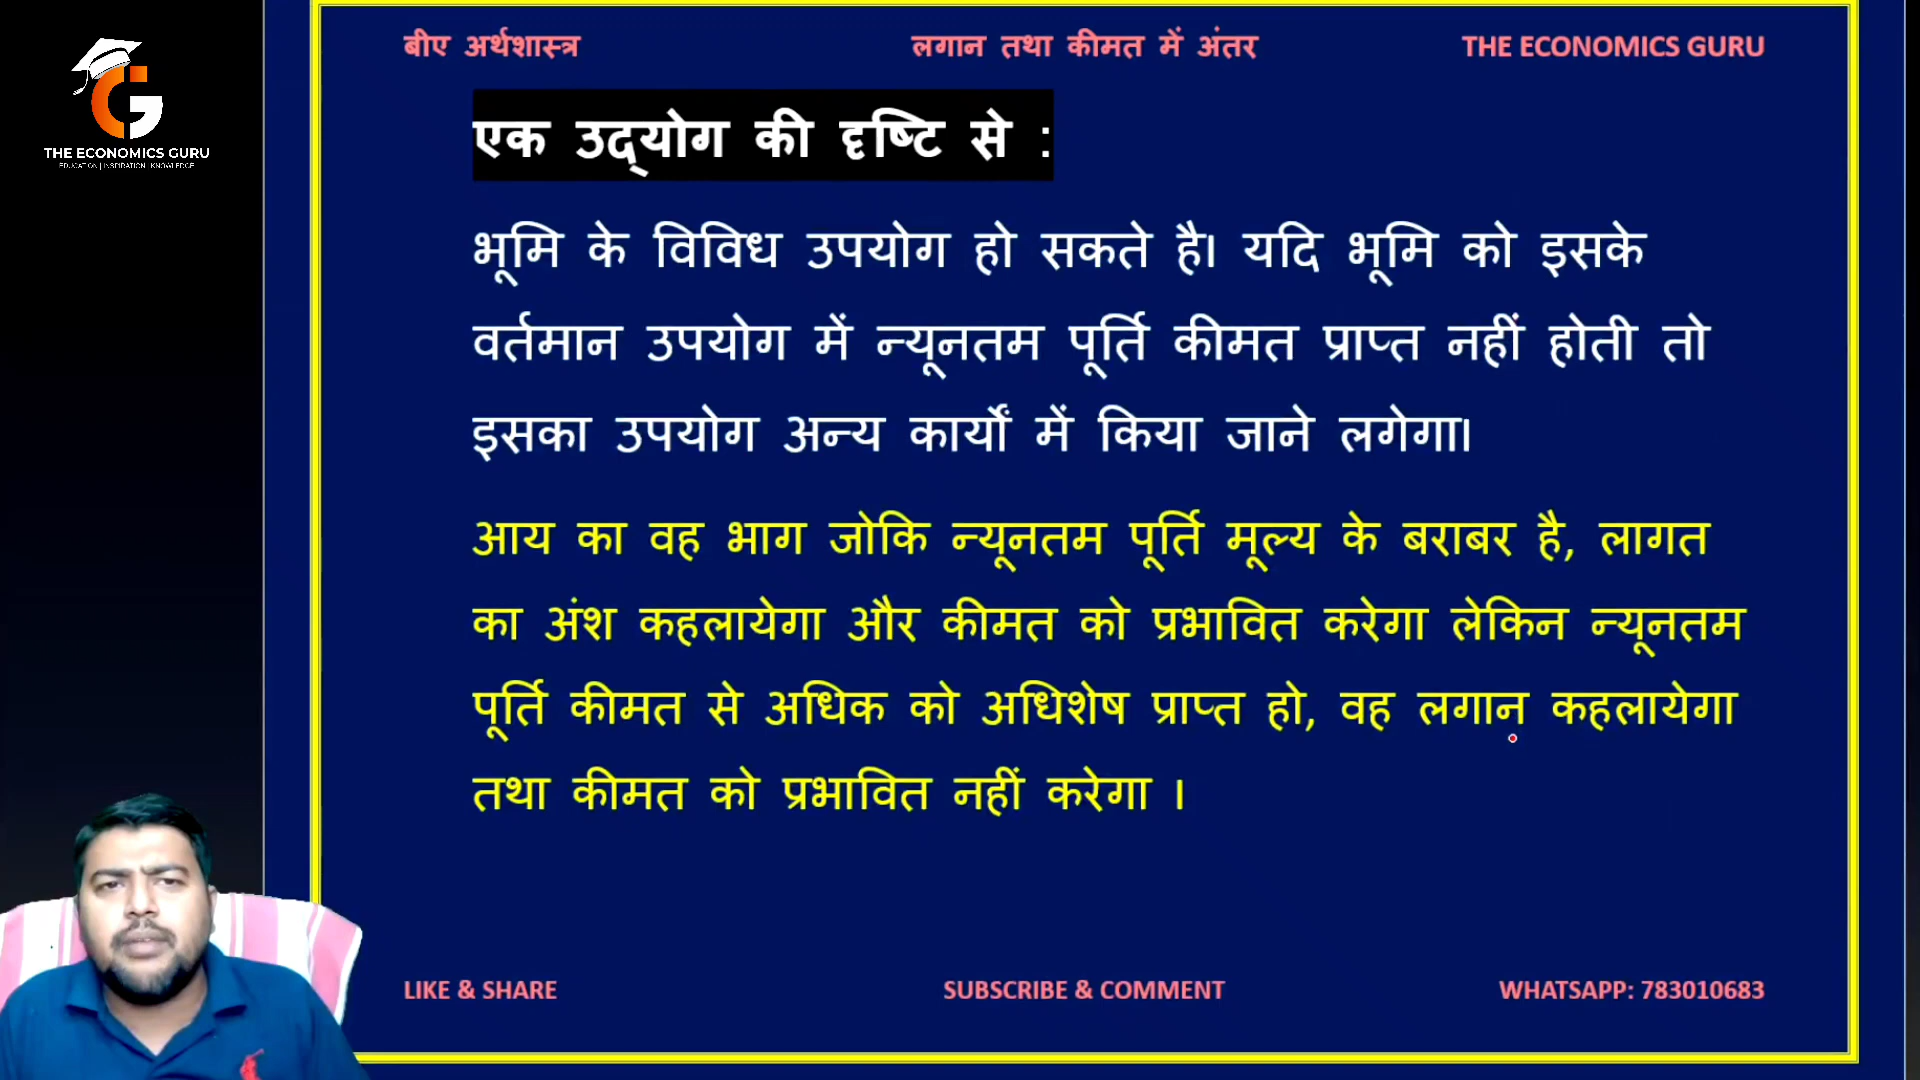 बीए अर्थशास्त्र
लगान तथा कीमत में अंतर
THE ECONOMICS GURU
THE ECONOMICS GURU
EDUCATION | INSPIRATION | KNOWLEDGE
एक उद्योग की दृष्टि से :
भूमि के विविध उपयोग हो सकते है। यदि भूमि को इसके
वर्तमान उपयोग में न्यूनतम पूर्ति कीमत प्राप्त नहीं होती तो
इसका उपयोग अन्य कार्यों में किया जाने लगेगा।
आय का वह भाग जोकि न्यूनतम पूर्ति मूल्य के बराबर है, लागत
का अंश कहलायेगा और कीमत को प्रभावित करेगा लेकिन न्यूनतम
पूर्ति कीमत से अधिक को अधिशेष प्राप्त हो, वह लगान कहलायेगा
तथा कीमत को प्रभावित नहीं करेगा ।
LIKE & SHARE
SUBSCRIBE & COMMENT
WHATSAPP: 783010683